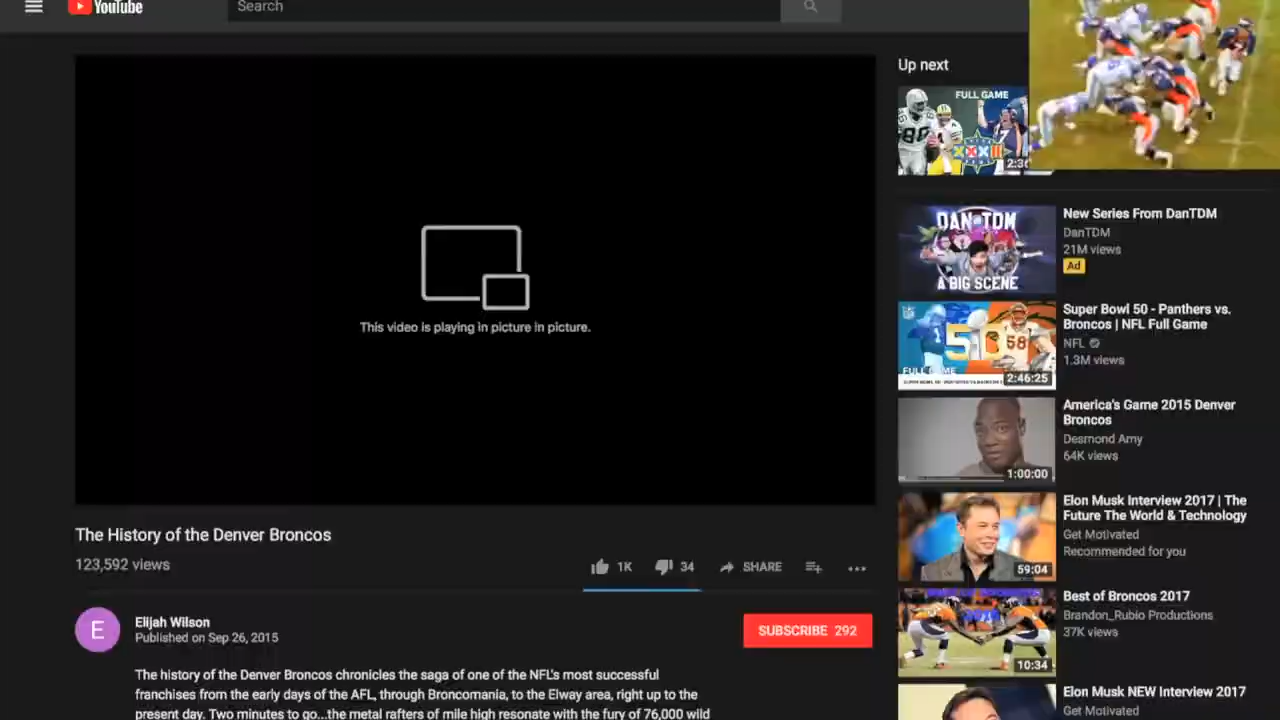 YouTube
Search
This video is playing in picture in picture.
The History of the Denver Broncos
123,592 views
1K
34
SHARE
E
Elijah Wilson
Published on Sep 26, 2015
SUBSCRIBE 292
The history of the Denver Broncos chronicles the saga of one of the NFL's most successful
franchises from the early days of the AFL, through Broncomania, to the Elway area, right up to the
present day. Two minutes to go...the metal rafters of mile high resonate with the fury of 76,000 wild
Up next
FULL GAME
80
XXXII
DAN TDM
A BIG SCENE
New Series From DanTDM
DanTDM
21M views
Ad
NFL
50
1
58
FULL GAME
2:46:25
Super Bowl 50 - Panthers vs.
Broncos | NFL Full Game
NFL
1.3M views
1:00:00
America's Game 2015 Denver
Broncos
Desmond Amy
64K views
59:04
Elon Musk Interview 2017 | The
Future The World & Technology
Get Motivated
Recommended for you
10:34
Best of Broncos 2017
Brandon_Rubio Productions
37K views
Elon Musk NEW Interview 2017
Get Motivated